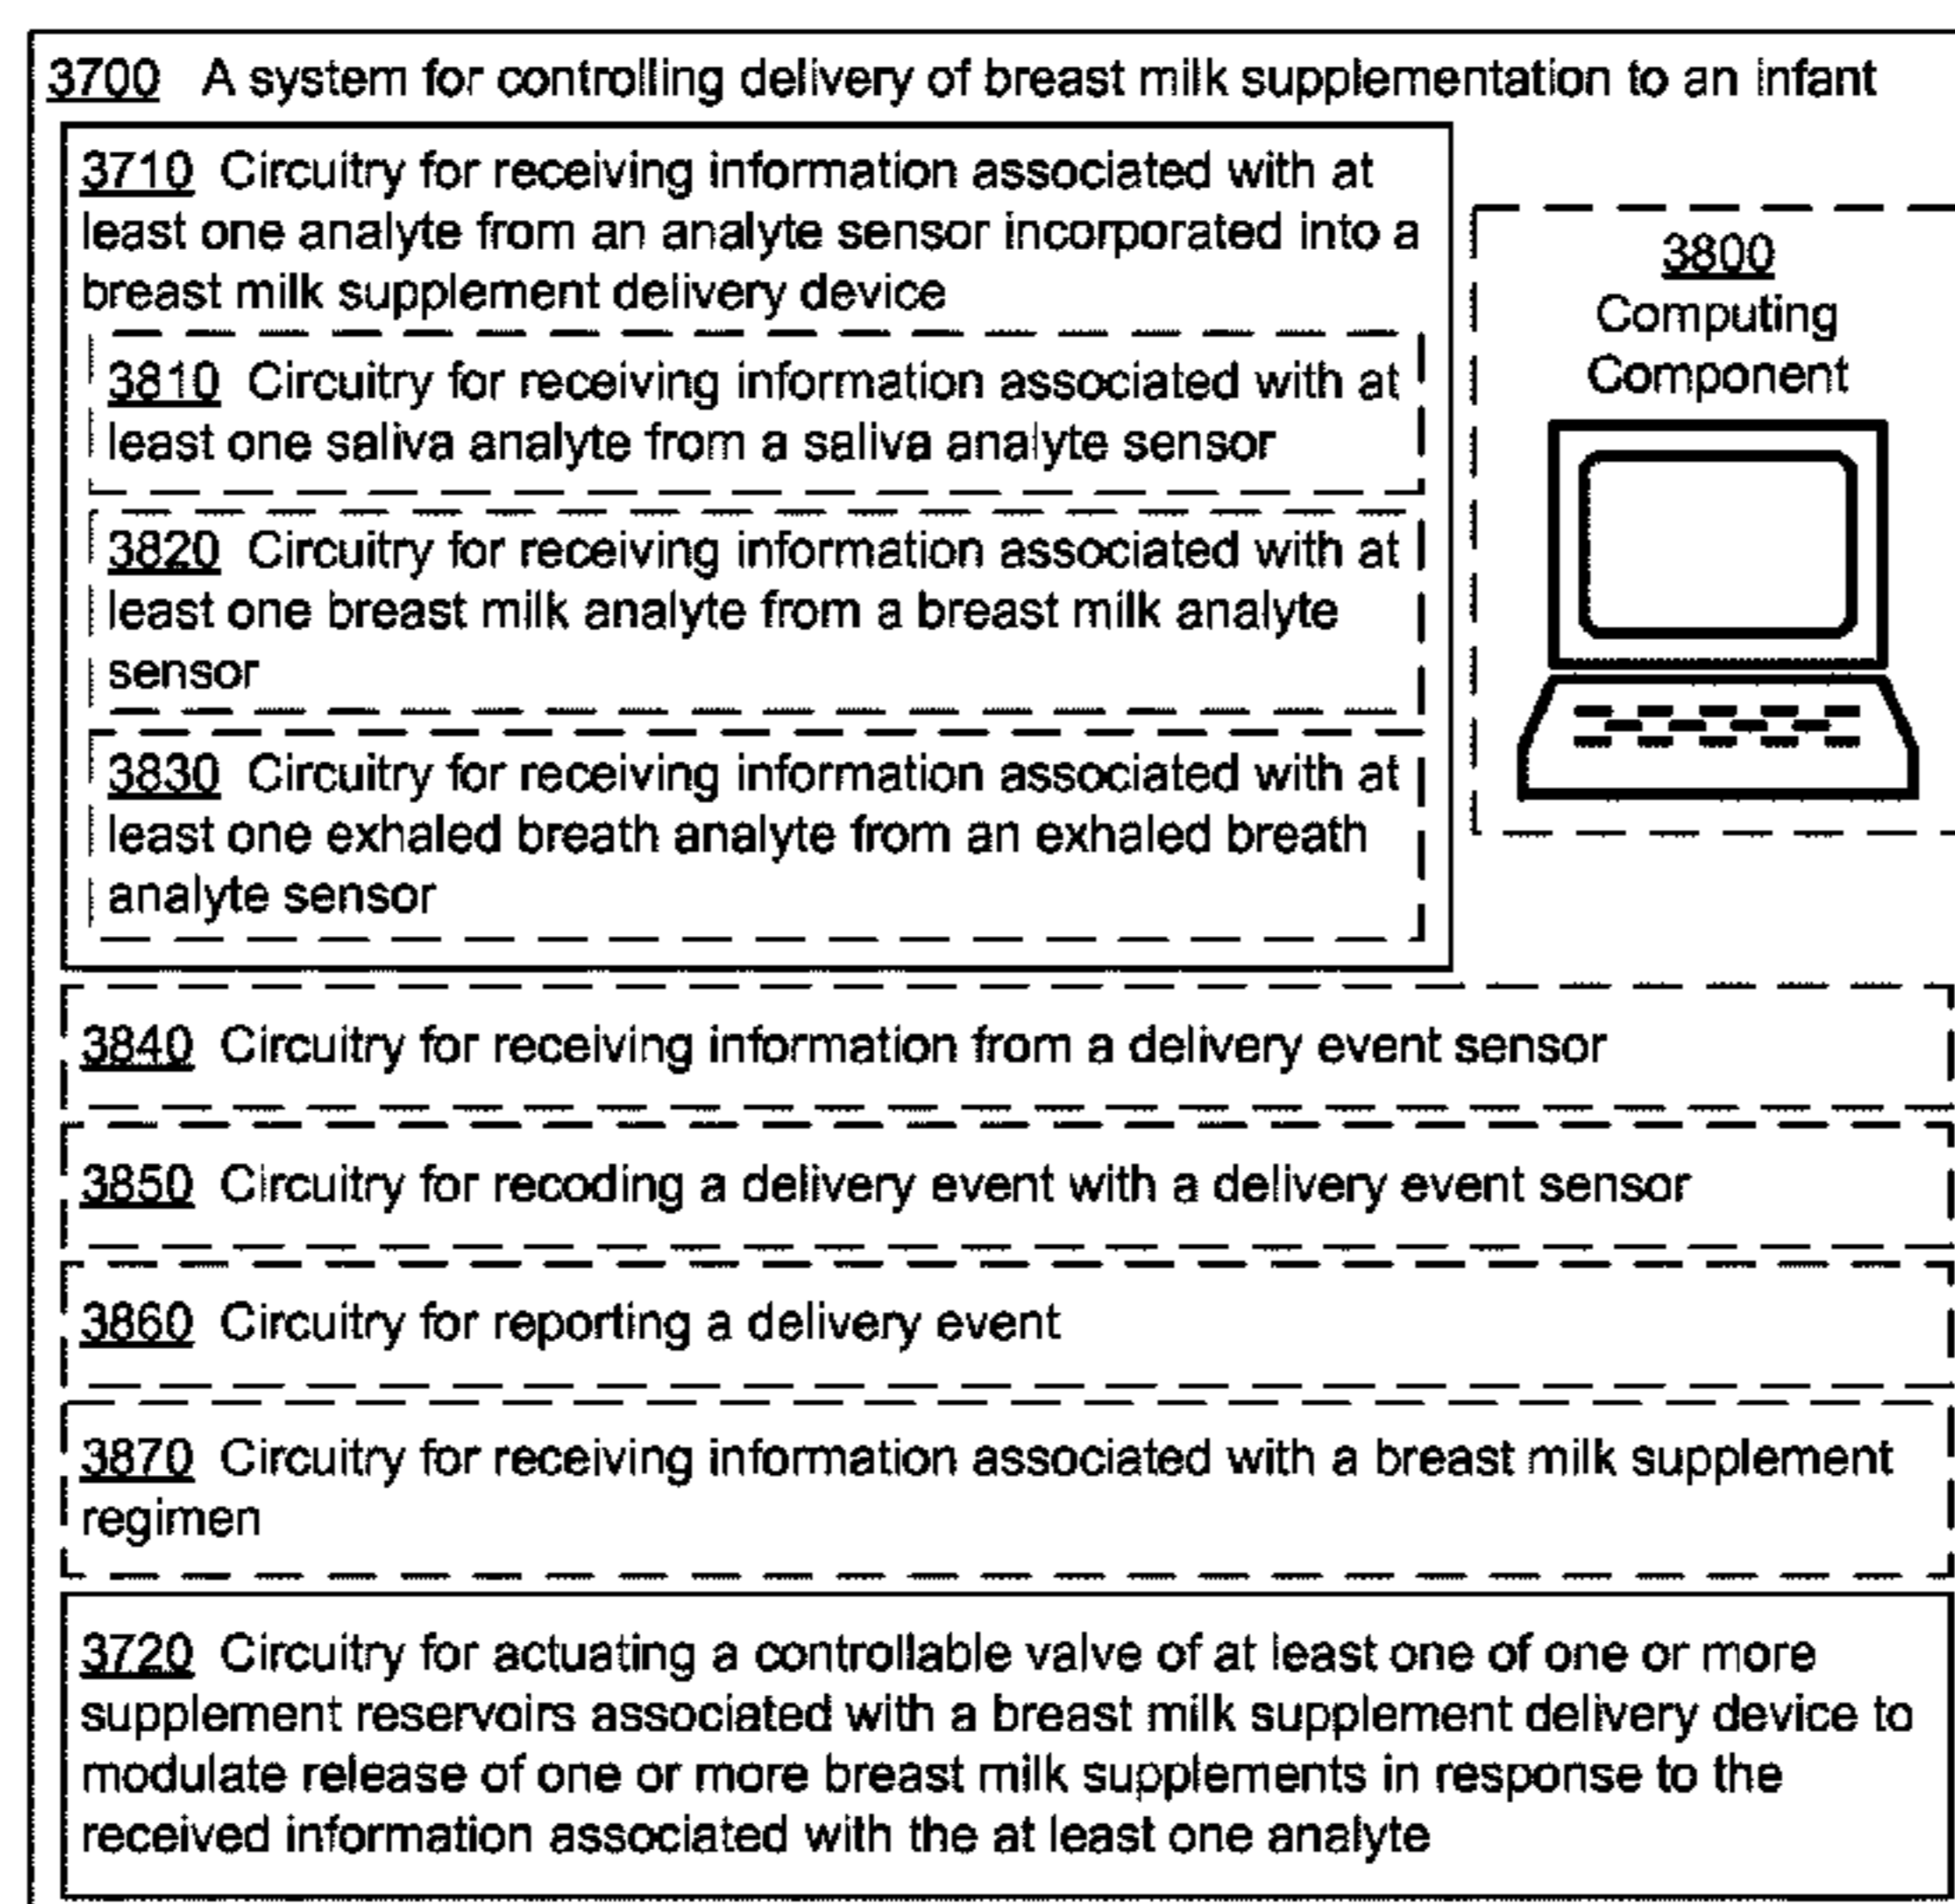 3700 A system for controlling delivery of breast milk supplementation to an infant
3710 Circuitry for receiving information associated with at
least one analyte from an analyte sensor incorporated into a
breast milk supplement delivery device
3810 Circuitry for receiving information associated with at
least one saliva analyte from a saliva analyte sensor
3820 Circuitry for receiving information associated with at
least one breast milk analyte from a breast milk analyte
sensor
3830 Circuitry for receiving information associated with at
least one exhaled breath analyte from an exhaled breath
analyte sensor
3800
Computing
Component
3840 Circuitry for receiving information from a delivery event sensor
3850 Circuitry for recoding a delivery event with a delivery event sensor
3860 Circuitry for reporting a delivery event
3870 Circuitry for receiving information associated with a breast milk supplement
regimen
3720 Circuitry for actuating a controllable valve of at least one of one or more
supplement reservoirs associated with a breast milk supplement delivery device to
modulate release of one or more breast milk supplements in response to the
received information associated with the at least one analyte